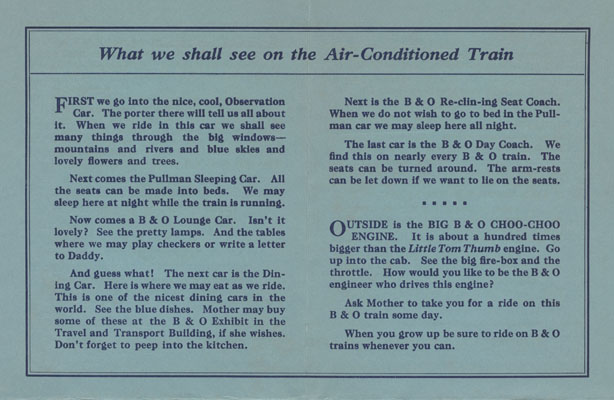 What we shall see on the Air-Conditioned Train
FIRST we go into the nice, cool, Observation
Car. The porter there will tell us all about
it. When we ride in this car we shall see
many things through the big windows—
mountains and rivers and blue skies and
lovely flowers and trees.
Next comes the Pullman Sleeping Car. All
the seats can be made into beds. We may
sleep here at night while the train is running.
Now comes a B & O Lounge Car. Isn't it
lovely? See the pretty lamps. And the tables
where we may play checkers or write a letter
to Daddy.
And guess what! The next car is the Din-
ing Car. Here is where we may eat as we ride.
This is one of the nicest dining cars in the
world. See the blue dishes. Mother may buy
some of these at the B & O Exhibit in the
Travel and Transport Building, if she wishes.
Don't forget to peep into the kitchen.
Next is the B & O Re-clin-ing Seat Coach.
When we do not wish to go to bed in the Pull-
man car we may sleep here all night.
The last car is the B & O Day Coach. We
find this on nearly every B & O train. The
seats can be turned around. The arm-rests
can be let down if we want to lie on the seats.
OUTSIDE is the BIG B & O CHOO-CHOO
ENGINE. It is about a hundred times
bigger than the Little Tom Thumb engine. Go
up into the cab. See the big fire-box and the
throttle. How would you like to be the B & O
engineer who drives this engine?
Ask Mother to take you for a ride on this
B & O train some day.
When you grow up be sure to ride on B & O
trains whenever you can.